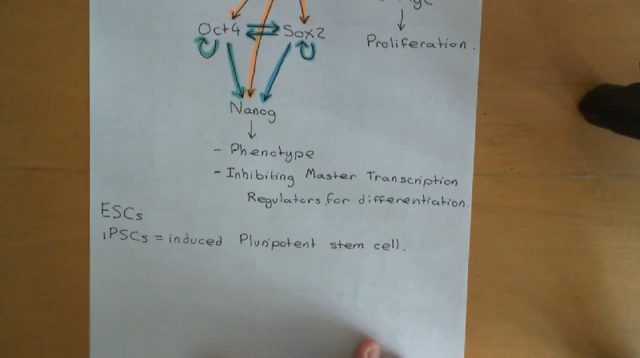 Oct4 Sox2
Proliferation.
Nanog
- Phenotype
- Inhibiting Master Transcription
Regulators for differentiation.
ESCs
iPSCs = induced Pluripotent stem cell.